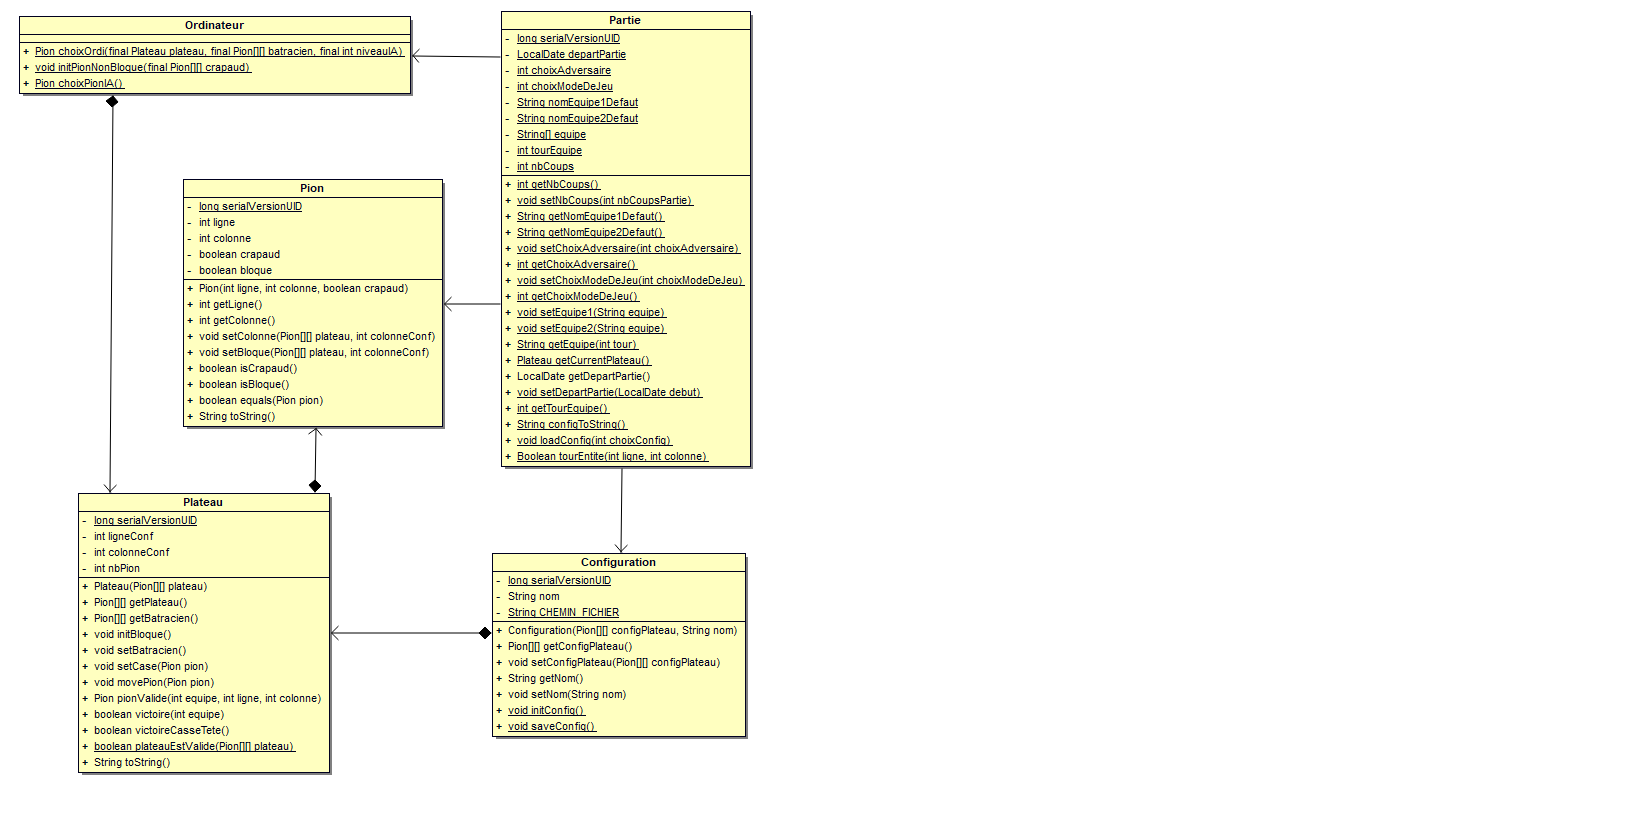 Ordinateur
+ Pion choixOrdi(final Plateau plateau, final Pion[][] batracien, final int niveauIA)
+ void initPionNonBloque(final Pion[][] crapaud)
+ Pion choixPionIA()
Partie
- long serialVersionUID
- LocalDate departPartie
- int choixAdversaire
- int choixModeDeJeu
- String nomEquipe1Defaut
- String nomEquipe2Defaut
- String[] equipe
- int tourEquipe
- int nbCoups
+ int getNbCoups()
+ void setNbCoups(int nbCoupsPartie)
+ String getNomEquipe1Defaut()
+ String getNomEquipe2Defaut()
+ void setChoixAdversaire(int choixAdversaire)
+ int getChoixAdversaire()
+ void setChoixModeDeJeu(int choixModeDeJeu)
+ int getChoixModeDeJeu()
+ void setEquipe1(String equipe)
+ void setEquipe2(String equipe)
+ String getEquipe(int tour)
+ Plateau getCurrentPlateau()
+ LocalDate getDepartPartie()
+ void setDepartPartie(LocalDate debut)
+ int getTourEquipe()
+ String configToString()
+ void loadConfig(int choixConfig)
+ Boolean tourEntite(int ligne, int colonne)
Pion
- long serialVersionUID
- int ligne
- int colonne
- boolean crapaud
- boolean bloque
+ Pion(int ligne, int colonne, boolean crapaud)
+ int getLigne()
+ int getColonne()
+ void setColonne(Pion[][] plateau, int colonneConf)
+ void setBloque(Pion[][] plateau, int colonneConf)
+ boolean isCrapaud()
+ boolean isBloque()
+ boolean equals(Pion pion)
+ String toString()
Plateau
- long serialVersionUID
- int ligneConf
- int colonneConf
- int nbPion
+ Plateau(Pion[][] plateau)
+ Pion[][] getPlateau()
+ Pion[][] getBatracien()
+ void initBloque()
+ void setBatracien()
+ void setCase(Pion pion)
+ void movePion(Pion pion)
+ Pion pionValide(int equipe, int ligne, int colonne)
+ boolean victoire(int equipe)
+ boolean victoireCasseTete()
+ boolean plateauEstValide(Pion[][] plateau)
+ String toString()
Configuration
- long serialVersionUID
- String nom
- String CHEMIN_FICHIER
+ Configuration(Pion[][] configPlateau, String nom)
+ Pion[][] getConfigPlateau()
+ void setConfigPlateau(Pion[][] configPlateau)
+ String getNom()
+ void setNom(String nom)
+ void initConfig()
+ void saveConfig()